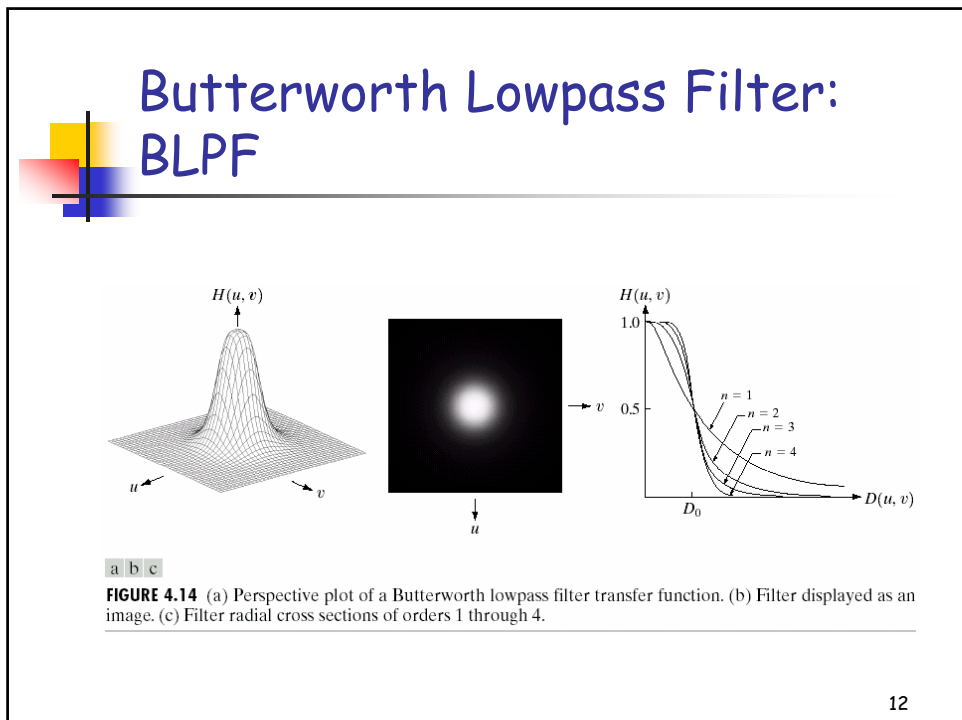 Butterworth Lowpass Filter:
BLPF
H(u, v)
u
v
v
u
H(u, v)
1.0
0.5
n = 1
n = 2
n = 3
n = 4
D₀
D(u, v)
a b c
FIGURE 4.14 (a) Perspective plot of a Butterworth lowpass filter transfer function. (b) Filter displayed as an
image. (c) Filter radial cross sections of orders 1 through 4.
12